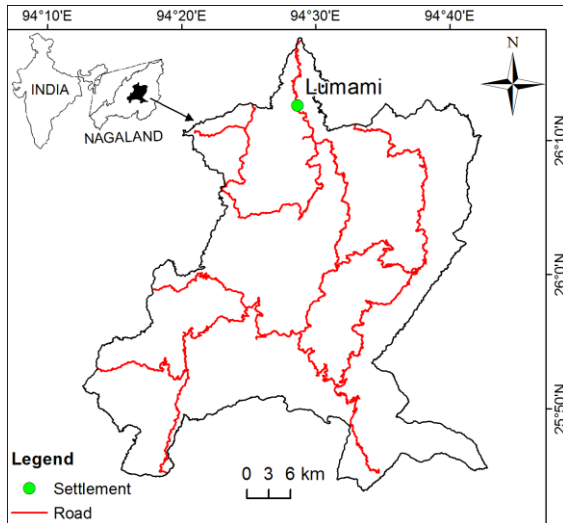 94°10'E 94°20'E 94°30'E 94°40'E
N
INDIA
NAGALAND
Lumami
26°10'N
26°0'N
25°50'N
Legend
Settlement
Road
0 3 6 km